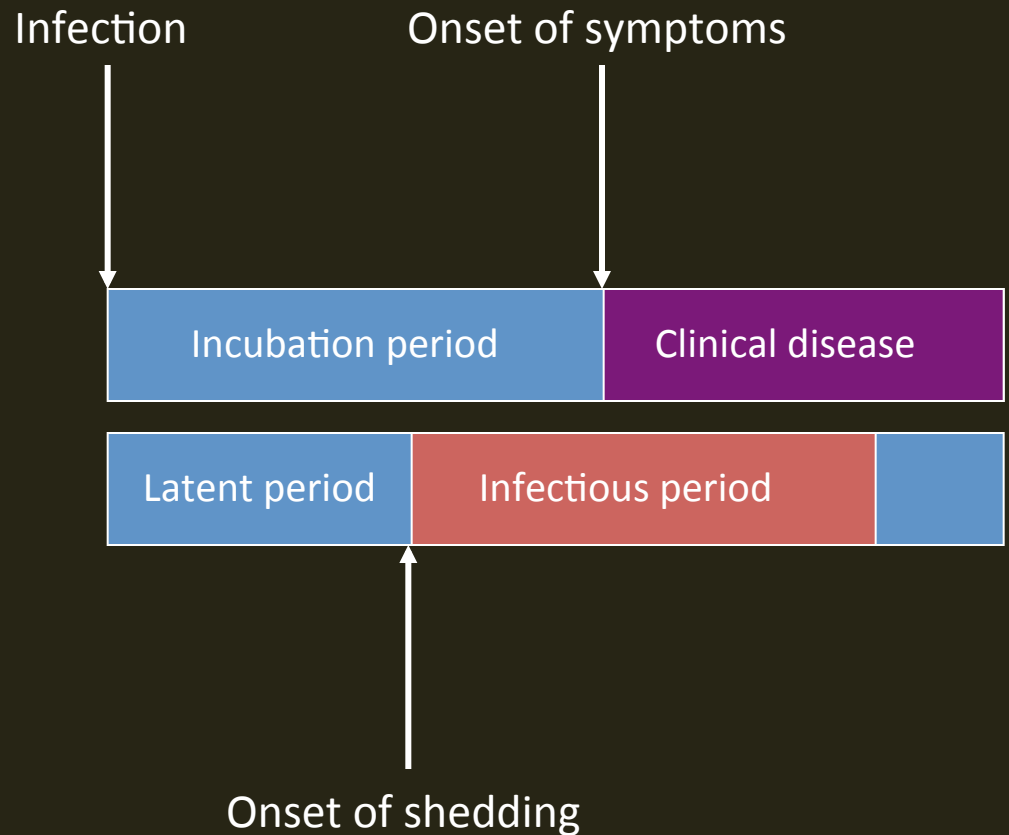 Infection
Onset of symptoms
Incubation period
Clinical disease
Latent period
Infectious period
Onset of shedding